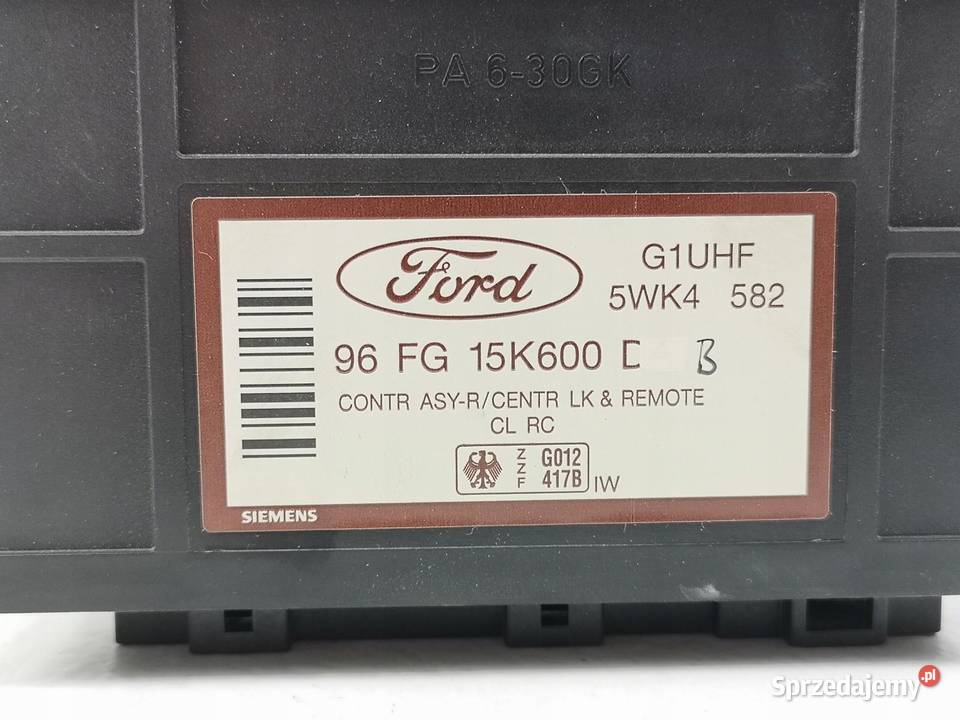 PA 6-30GK
Ford
G1UHF
5WK4 582
96 FG 15K600 D B
CONTR ASY-R/CENTR LK & REMOTE
CL RC
ZZF
G012
417B
IW
SIEMENS
Sprzedajemy.pl